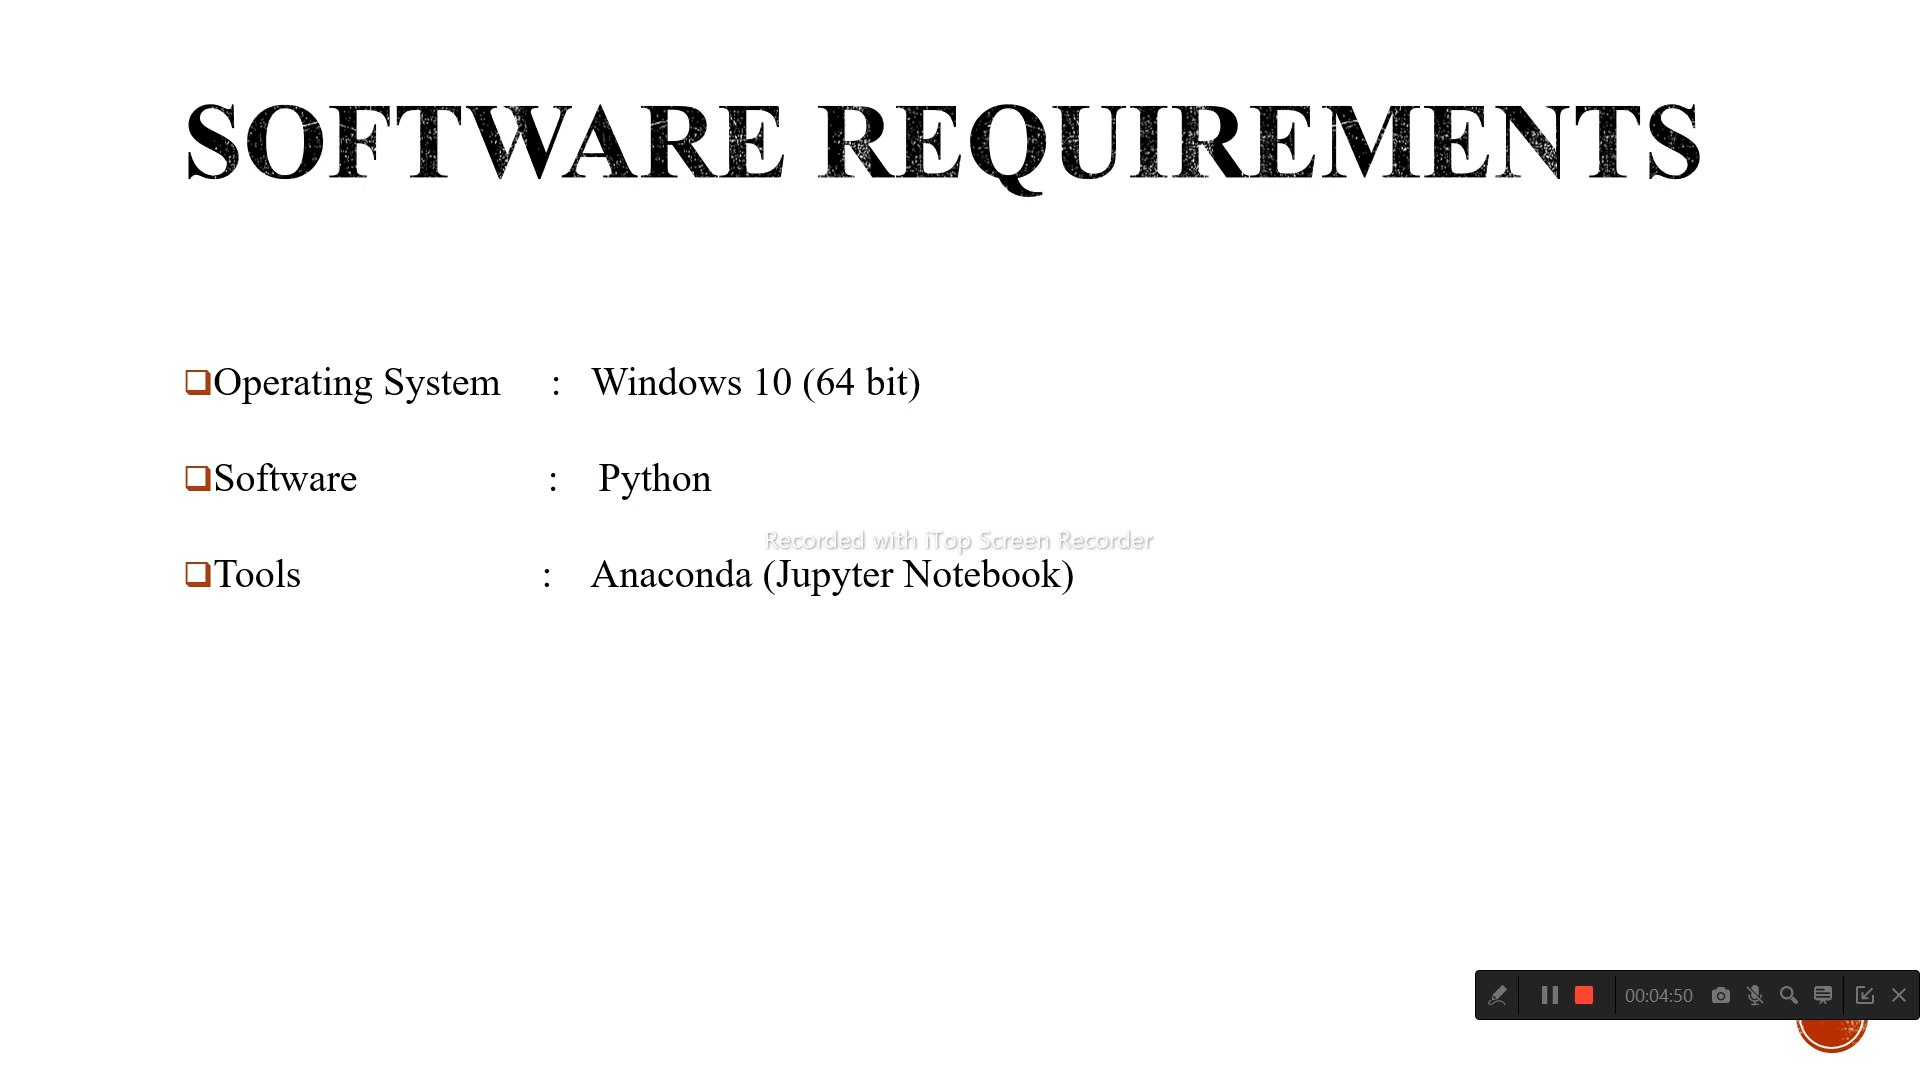 SOFTWARE REQUIREMENTS
Operating System : Windows 10 (64 bit)
Software : Python
Recorded with iTop Screen Recorder
Tools : Anaconda (Jupyter Notebook)
00:04:50